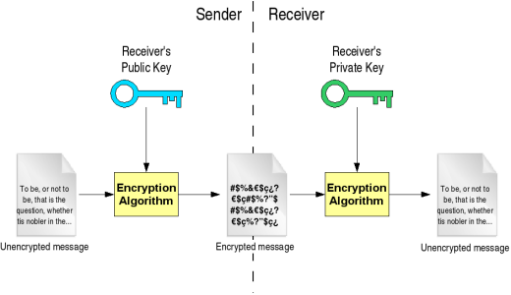 Sender
Receiver
Receiver's
Public Key
Receiver's
Private Key
To be, or not to
be, that is the
question, whether
tis nobler in the...
Unencrypted message
Encryption
Algorithm
#$%&€$ç¿?
€$ç#$%?"$
#$%&€$ç¿?
€$ç%?"$ç¿
Encrypted message
Encryption
Algorithm
To be, or not to
be, that is the
question, whether
tis nobler in the...
Unencrypted message